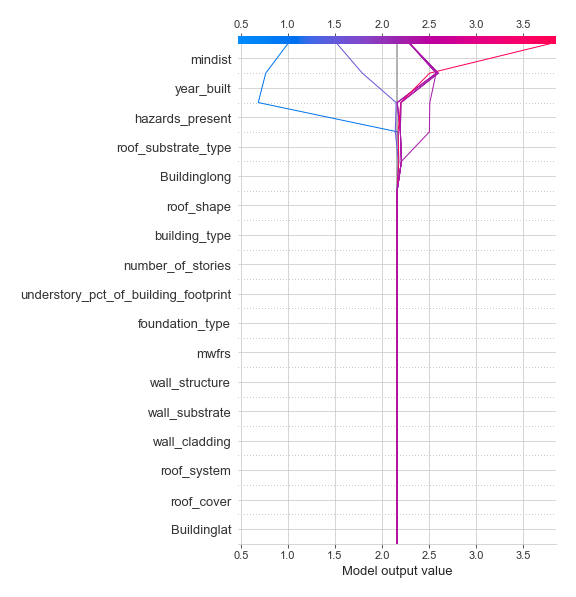 0.5 1.0 1.5 2.0 2.5 3.0 3.5
mindist
year_built
hazards_present
roof_substrate_type
Buildinglong
roof_shape
building_type
number_of_stories
understory_pct_of_building_footprint
foundation_type
mwfrs
wall_structure
wall_substrate
wall_cladding
roof_system
roof_cover
Buildinglat
0.5 1.0 1.5 2.0 2.5 3.0 3.5
Model output value